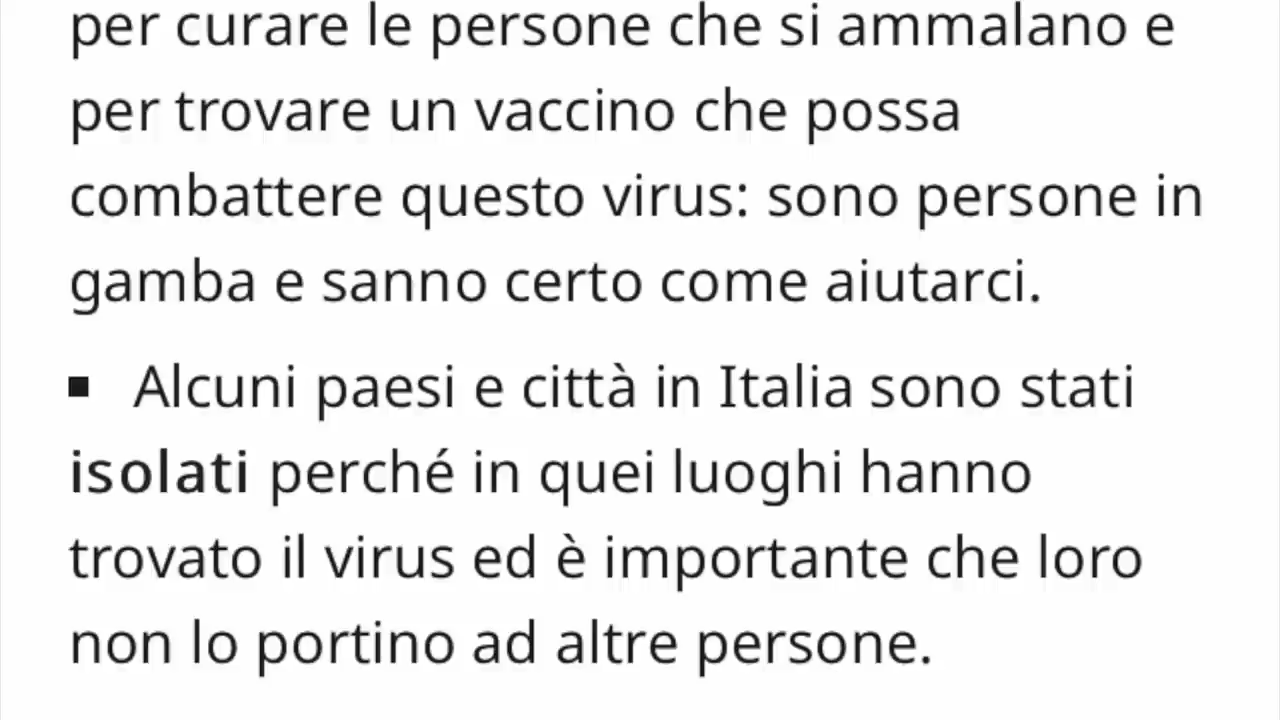 per curare le persone che si ammalano e
per trovare un vaccino che possa
combattere questo virus: sono persone in
gamba e sanno certo come aiutarci.
▪ Alcuni paesi e città in Italia sono stati
isolati perché in quei luoghi hanno
trovato il virus ed è importante che loro
non lo portino ad altre persone.